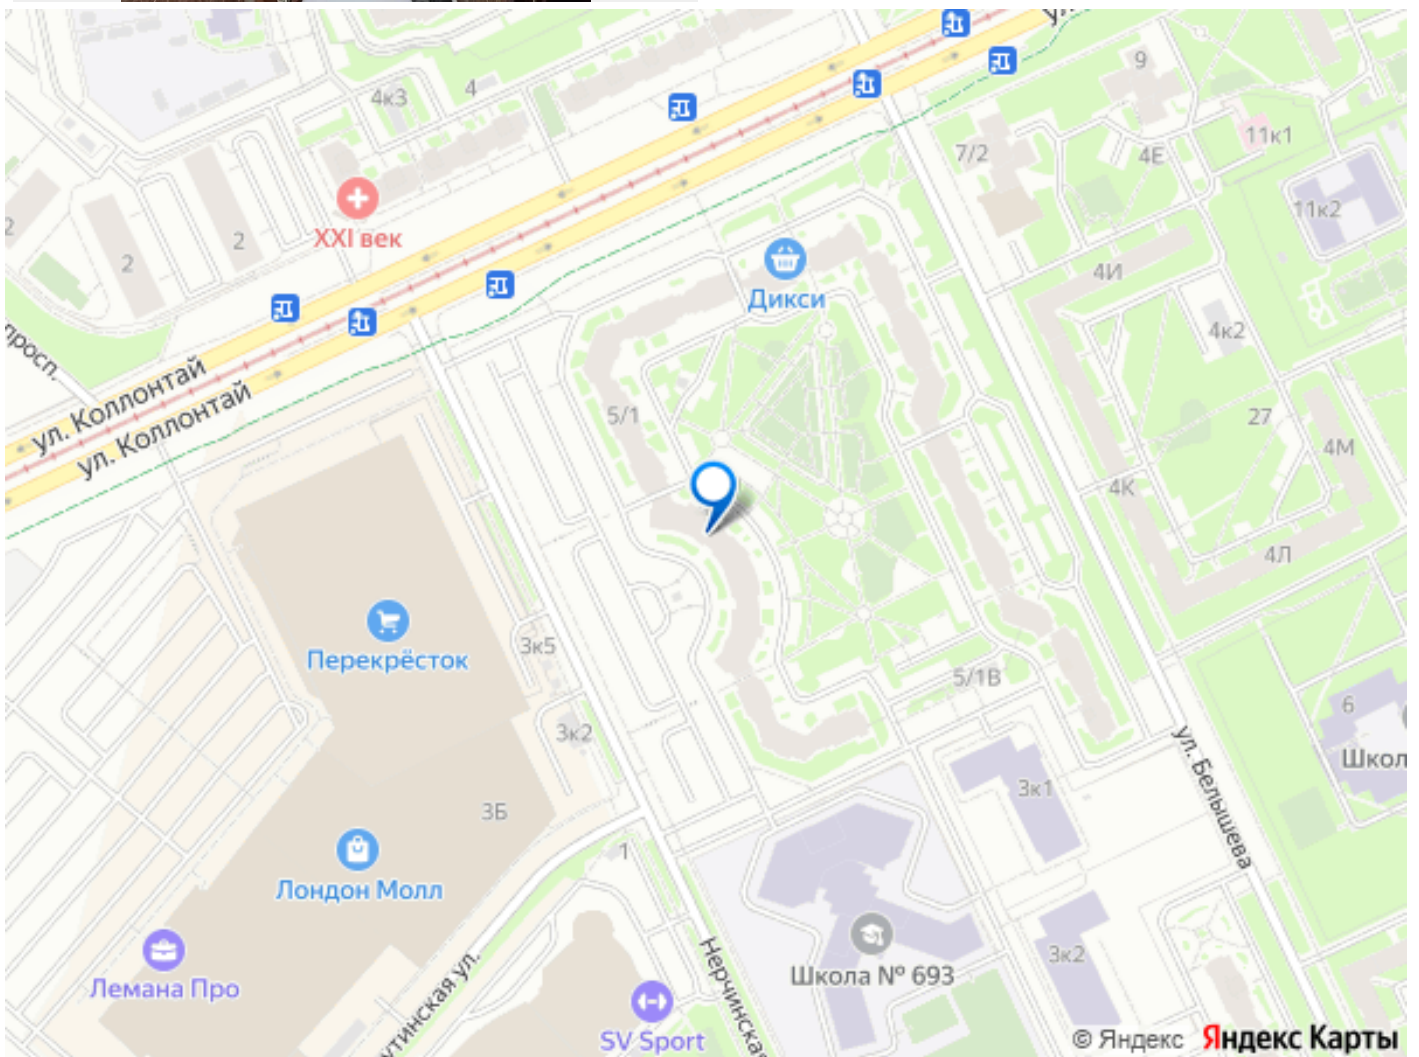 4к3
4
9
11к1
7/2
4Е
11к2
XXI век
2
2
2
4И
Дикси
4к2
просп.
ул. Коллонтай
ул. Коллонтай
5/1
27
4М
4К
4Л
Перекрёсток
3к5
5/1В
6
3к2
Школ
3к1
ул. Белышева
3Б
1
Лондон Молл
3к2
Школа № 693
Лемана Про
утинская ул.
Нерчинская
SV Sport
© Яндекс Яндекс Карты